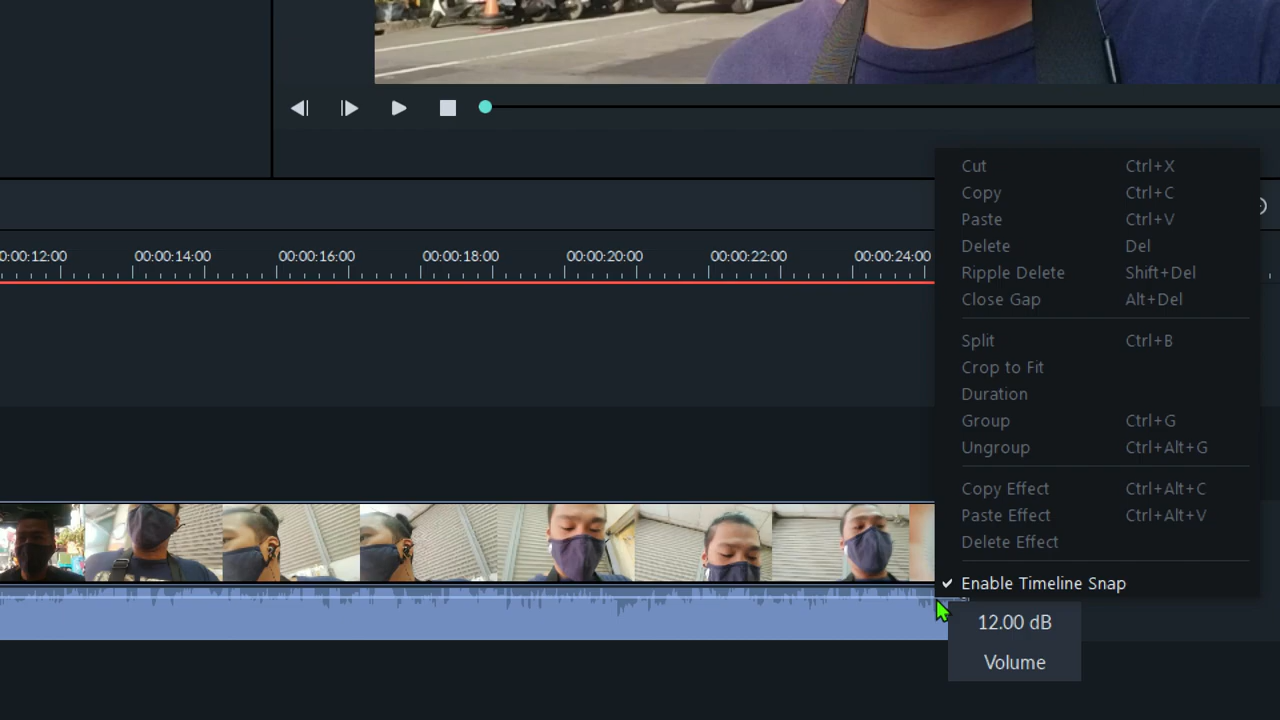 Cut Ctrl+X
Copy Ctrl+C
Paste Ctrl+V
Delete Del
0:00:12:00 00:00:14:00 00:00:16:00 00:00:18:00 00:00:20:00 00:00:22:00 00:00:24:00
Ripple Delete Shift+Del
Close Gap Alt+Del
Split Ctrl+B
Crop to Fit
Duration
Group Ctrl+G
Ungroup Ctrl+Alt+G
Copy Effect Ctrl+Alt+C
Paste Effect Ctrl+Alt+V
Delete Effect
Enable Timeline Snap
12.00 dB
Volume